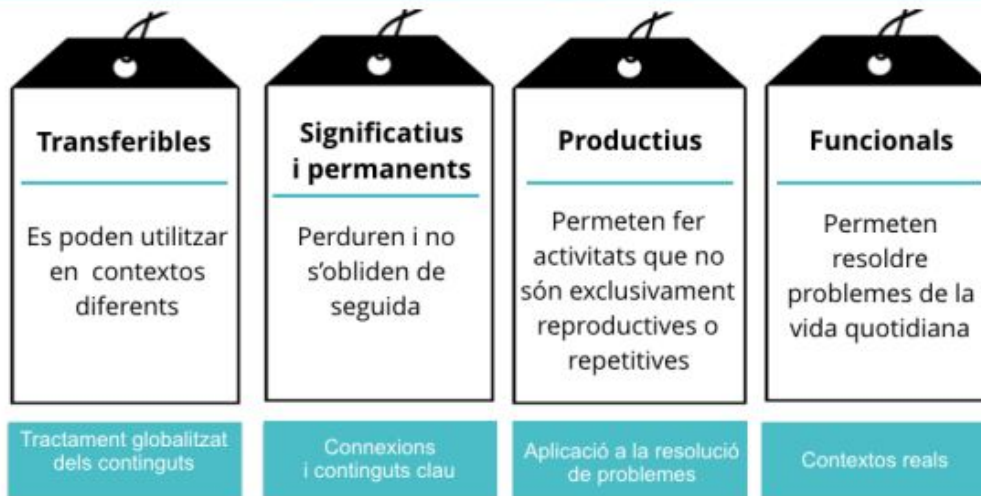 Transferibles
Es poden utilitzar
en contextos
diferents
Tractament globalitzat
dels continguts
Significatius
i permanents
Perduren i no
s'obliden de
seguida
Connexions
i continguts clau
Productius
Permeten fer
activitats que no
són exclusivament
reproductives o
repetitives
Aplicació a la resolució
de problemes
Funcionals
Permeten
resoldre
problemes de la
vida quotidiana
Contextos reals